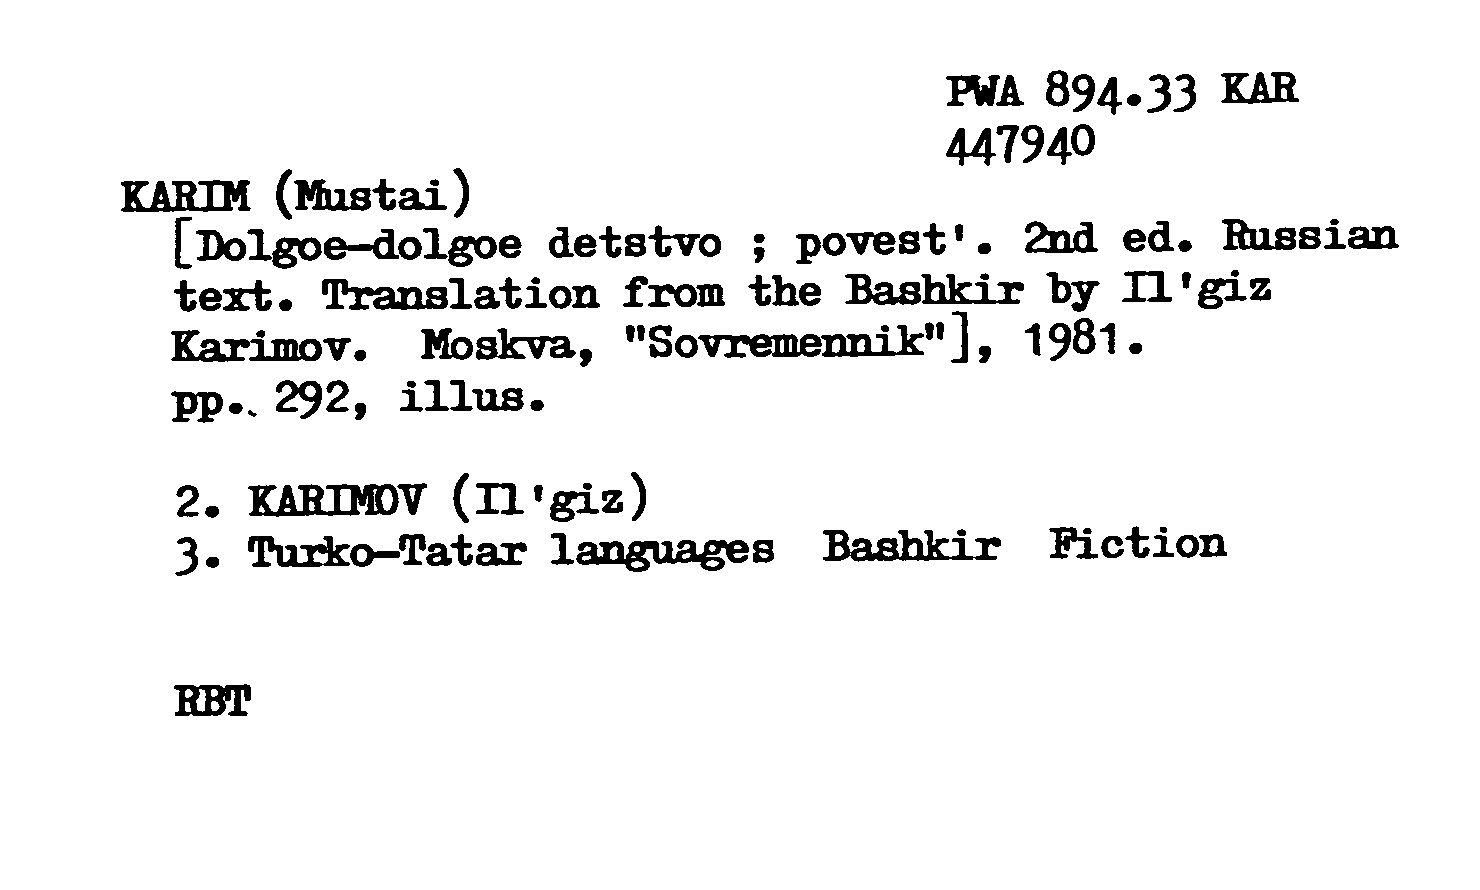 PWA 894.33 KAR
447940
KARIM (Mustai)
[Dolgoe-dolgoe detstvo ; povest'. 2nd ed. Russian
text. Translation from the Bashkir by Il'giz
Karimov. Moskva, "Sovremennik"], 1981.
pp. 292, illus.
2. KARIMOV (Il'giz)
3. Turko-Tatar languages Bashkir Fiction
RBT